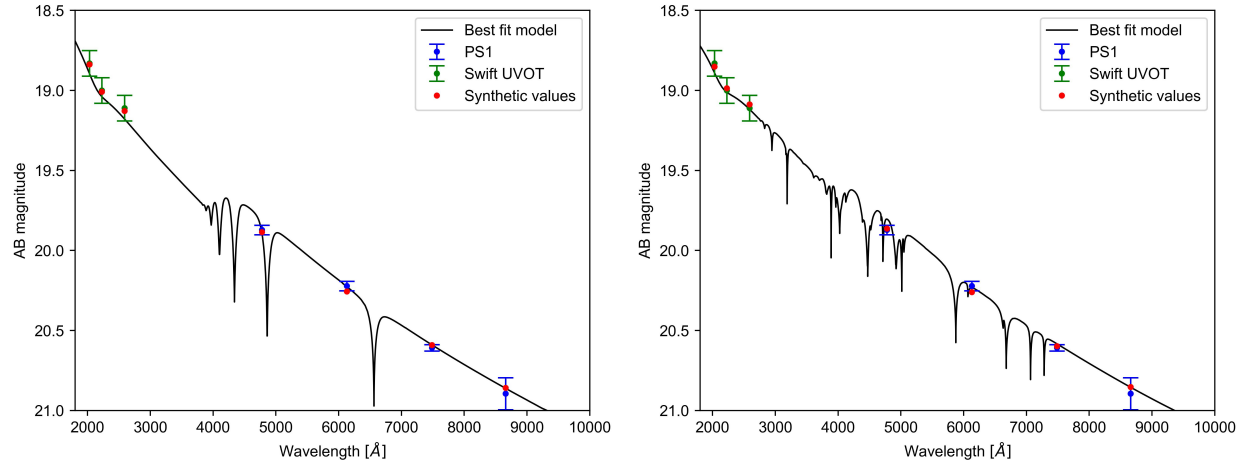 18.5
19.0
19.5
20.0
20.5
21.0
AB magnitude
2000 3000 4000 5000 6000 7000 8000 9000 10000
Wavelength [Å]
Best fit model
PS1
Swift UVOT
Synthetic values
18.5
19.0
19.5
20.0
20.5
21.0
AB magnitude
2000 3000 4000 5000 6000 7000 8000 9000 10000
Wavelength [Å]
Best fit model
PS1
Swift UVOT
Synthetic values